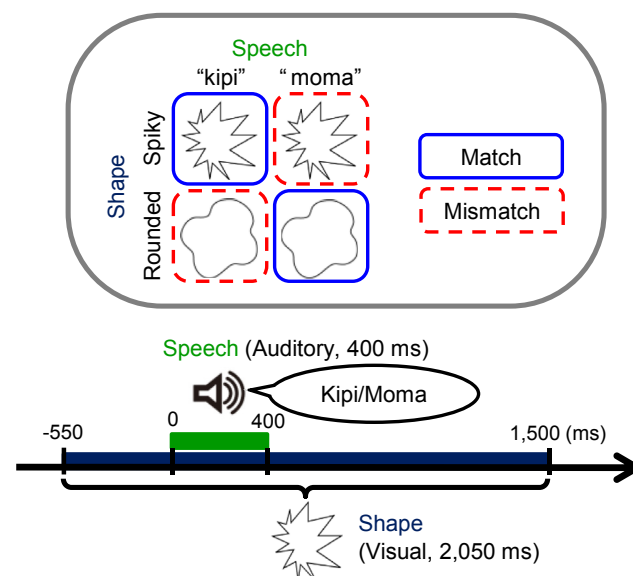 Speech
“kipi” “ moma”
Shape
Spiky
Rounded
Match
Mismatch
Speech (Auditory, 400 ms)
Kipi/Moma
-550 0 400 1,500 (ms)
Shape
(Visual, 2,050 ms)